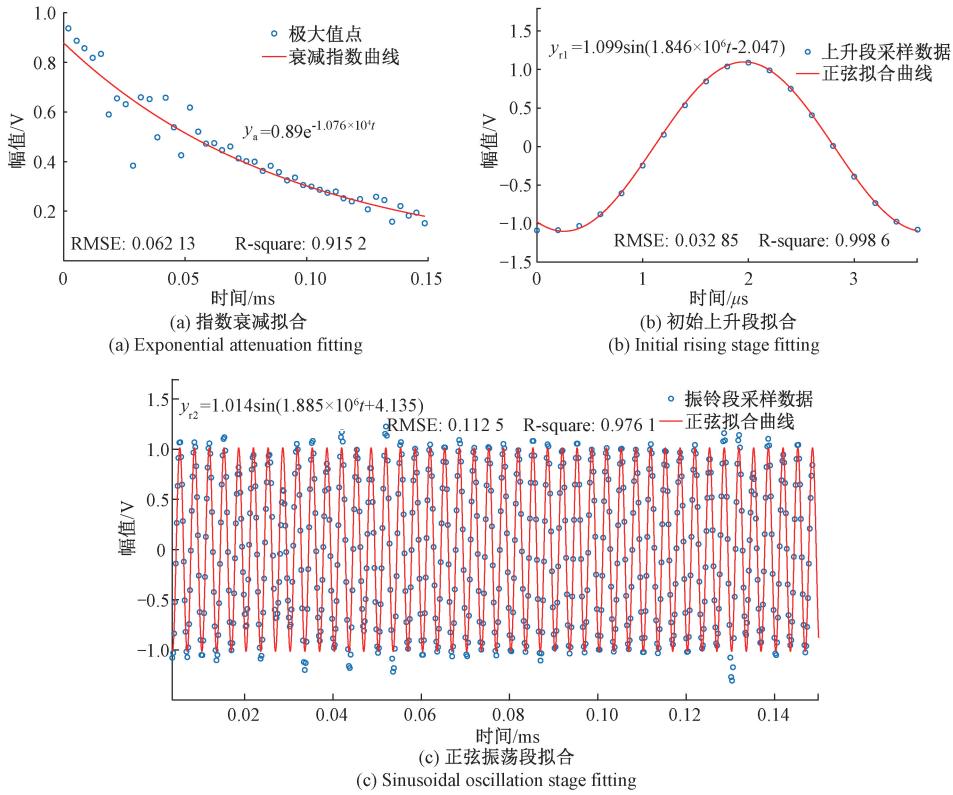 1.0
0.8
0.6
0.4
0.2
幅值/V
极大值点
衰减指数曲线
yₐ=0.89e⁻¹·⁰⁷⁶ˣ¹⁰⁴ᵗ
RMSE: 0.062 13 R-square: 0.915 2
0 0.05 0.10 0.15
时间/ms
(a) 指数衰减拟合
(a) Exponential attenuation fitting
1.5
1.0
0.5
0
−0.5
−1.0
−1.5
幅值/V
y_r1=1.099sin(1.846×10⁶t-2.047)
上升段采样数据
正弦拟合曲线
RMSE: 0.032 85 R-square: 0.998 6
0 1 2 3
时间/μs
(b) 初始上升段拟合
(b) Initial rising stage fitting
1.5
1.0
0.5
0
−0.5
−1.0
幅值/V
y_r2=1.014sin(1.885×10⁶t+4.135)
RMSE: 0.112 5 R-square: 0.976 1
振铃段采样数据
正弦拟合曲线
0.02 0.04 0.06 0.08 0.10 0.12 0.14
时间/ms
(c) 正弦振荡段拟合
(c) Sinusoidal oscillation stage fitting